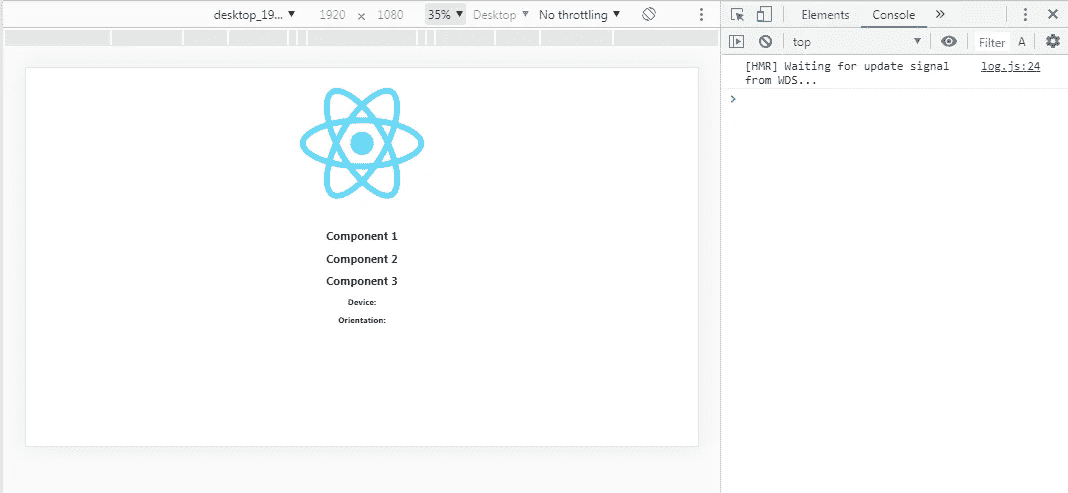 desktop_19... ▼ 1920 x 1080 35% ▼ Desktop ▼ No throttling ▼
Elements Console »
top ▼ Filter A
[HMR] Waiting for update signal from WDS... log.js:24
Component 1
Component 2
Component 3
Device:
Orientation: